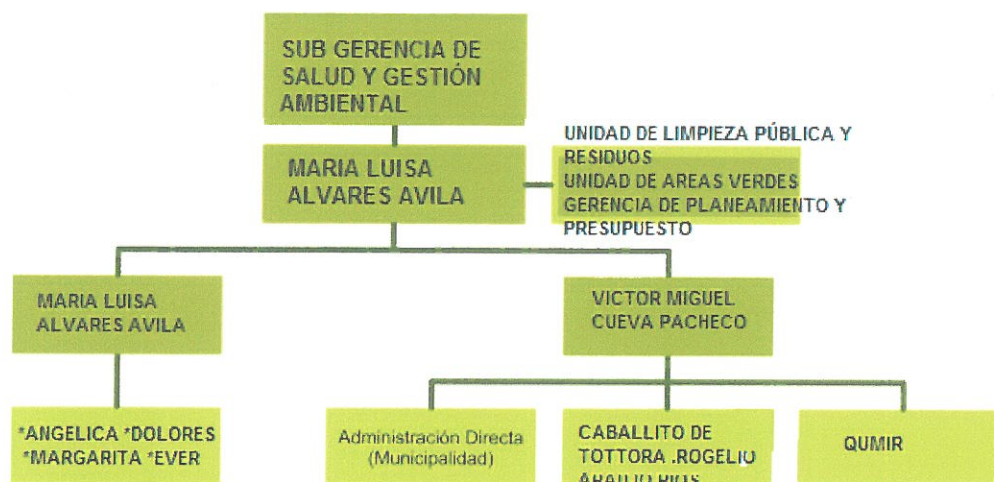 SUB GERENCIA DE
SALUD Y GESTIÓN
AMBIENTAL
MARIA LUISA
ALVARES AVILA
UNIDAD DE LIMPIEZA PÚBLICA Y
RESIDUOS
UNIDAD DE AREAS VERDES
GERENCIA DE PLANEAMIENTO Y
PRESUPUESTO
MARIA LUISA
ALVARES AVILA
VICTOR MIGUEL
CUEVA PACHECO
*ANGELICA *DOLORES
*MARGARITA *EVER
Administración Directa
(Municipalidad)
CABALLITO DE
TOTTORA .ROGELIO
ARAUJO RIOS
QUMIR